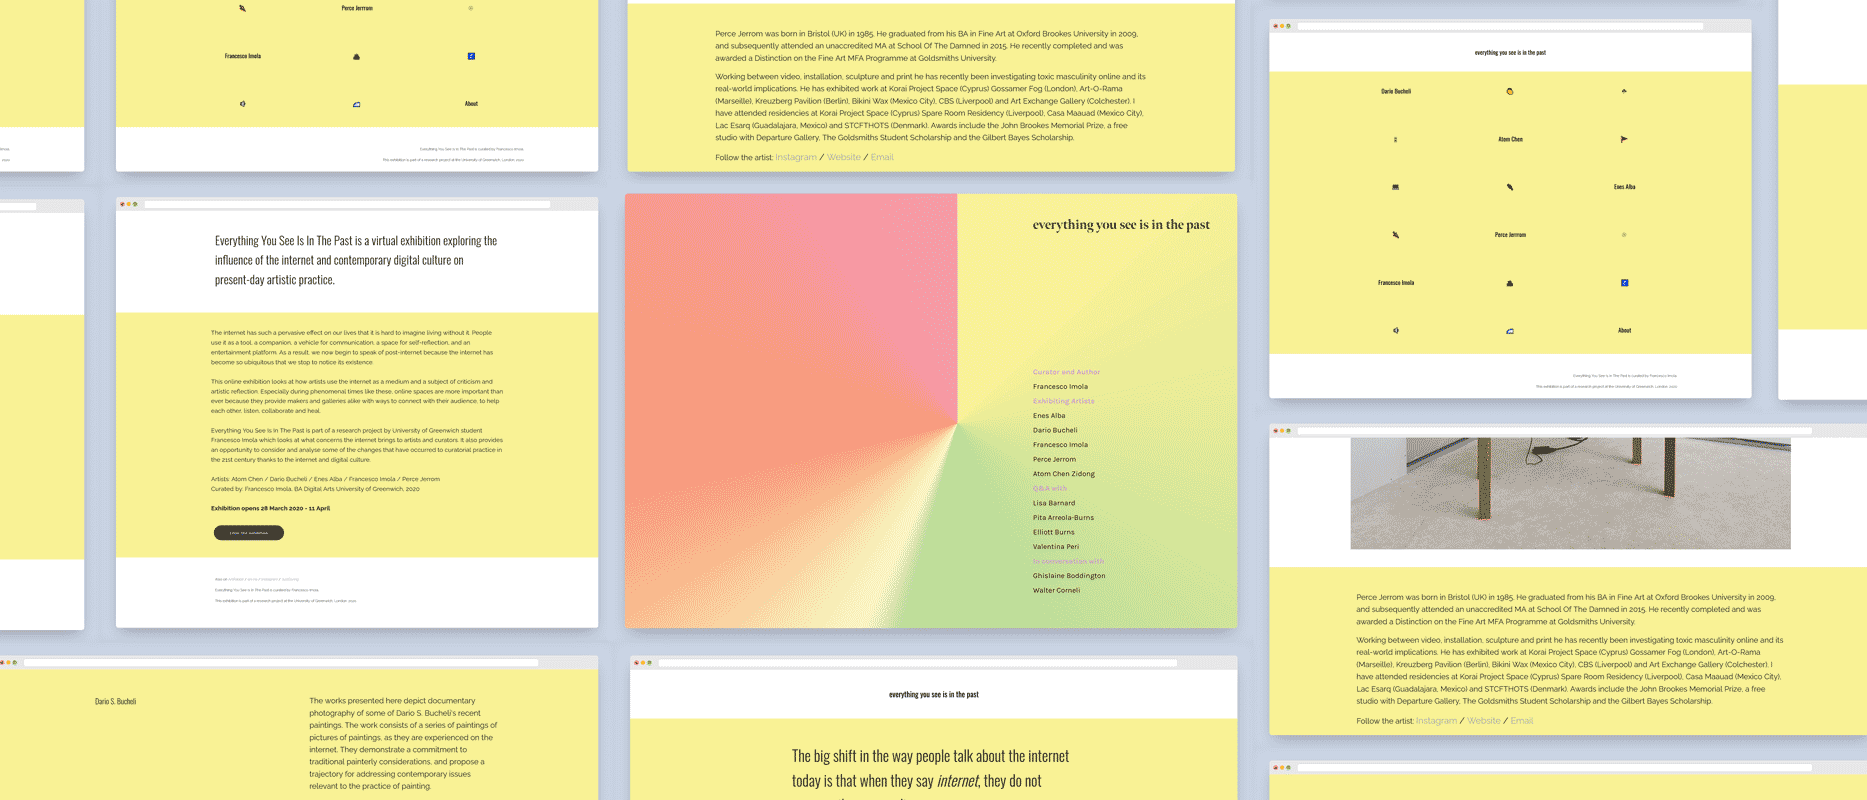 Perce Jerrom
Francesco Imola
About
Everything You See Is In The Past is curated by Francesco Imola.
This exhibition is part of a research project at the University of Greenwich, London, 2020
2020
Perce Jerrom was born in Bristol (UK) in 1985. He graduated from his BA in Fine Art at Oxford Brookes University in 2009,
and subsequently attended an unaccredited MA at School Of The Damned in 2015. He recently completed and was
awarded a Distinction on the Fine Art MFA Programme at Goldsmiths University.
Working between video, installation, sculpture and print he has recently been investigating toxic masculinity online and its
real-world implications. He has exhibited work at Korai Project Space (Cyprus) Gossamer Fog (London), Art-O-Rama
(Marseille), Kreuzberg Pavilion (Berlin), Bikini Wax (Mexico City), CBS (Liverpool) and Art Exchange Gallery (Colchester). I
have attended residencies at Korai Project Space (Cyprus) Spare Room Residency (Liverpool), Casa Maauad (Mexico City),
Lac Esarq (Guadalajara, Mexico) and STCFTHOTS (Denmark). Awards include the John Brookes Memorial Prize, a free
studio with Departure Gallery, The Goldsmiths Student Scholarship and the Gilbert Bayes Scholarship.
Follow the artist: Instagram / Website / Email
everything you see is in the past
Dario Bucheli
Atom Chen
Enes Alba
Perce Jerrom
Francesco Imola
About
Everything You See Is In The Past is curated by Francesco Imola.
This exhibition is part of a research project at the University of Greenwich, London, 2020
Everything You See Is In The Past is a virtual exhibition exploring the
influence of the internet and contemporary digital culture on
present-day artistic practice.
The internet has such a pervasive effect on our lives that it is hard to imagine living without it. People
use it as a tool, a companion, a vehicle for communication, a space for self-reflection, and an
entertainment platform. As a result, we now begin to speak of post-internet because the internet has
become so ubiquitous that we stop to notice its existence.
This online exhibition looks at how artists use the internet as a medium and a subject of criticism and
artistic reflection. Especially during phenomenal times like these, online spaces are more important than
ever because they provide makers and galleries alike with ways to connect with their audience, to help
each other, listen, collaborate and heal.
Everything You See Is In The Past is part of a research project by University of Greenwich student
Francesco Imola which looks at what concerns the internet brings to artists and curators. It also provides
an opportunity to consider and analyse some of the changes that have occurred to curatorial practice in
the 21st century thanks to the internet and digital culture.
Artists: Atom Chen / Dario Bucheli / Enes Alba / Francesco Imola / Perce Jerrom
Curated by: Francesco Imola, BA Digital Arts University of Greenwich, 2020
Exhibition opens 28 March 2020 - 11 April
Everything You See Is In The Past is curated by Francesco Imola.
This exhibition is part of a research project at the University of Greenwich, London, 2020
everything you see is in the past
Curator and Author
Francesco Imola
Exhibiting Artists
Enes Alba
Dario Bucheli
Francesco Imola
Perce Jerrom
Atom Chen Zidong
Q&A with
Lisa Barnard
Pita Arreola-Burns
Elliott Burns
Valentina Peri
In conversation with
Ghislaine Boddington
Walter Corneli
Perce Jerrom was born in Bristol (UK) in 1985. He graduated from his BA in Fine Art at Oxford Brookes University in 2009,
and subsequently attended an unaccredited MA at School Of The Damned in 2015. He recently completed and was
awarded a Distinction on the Fine Art MFA Programme at Goldsmiths University.
Working between video, installation, sculpture and print he has recently been investigating toxic masculinity online and its
real-world implications. He has exhibited work at Korai Project Space (Cyprus) Gossamer Fog (London), Art-O-Rama
(Marseille), Kreuzberg Pavilion (Berlin), Bikini Wax (Mexico City), CBS (Liverpool) and Art Exchange Gallery (Colchester). I
have attended residencies at Korai Project Space (Cyprus) Spare Room Residency (Liverpool), Casa Maauad (Mexico City),
Lac Esarq (Guadalajara, Mexico) and STCFTHOTS (Denmark). Awards include the John Brookes Memorial Prize, a free
studio with Departure Gallery, The Goldsmiths Student Scholarship and the Gilbert Bayes Scholarship.
Follow the artist: Instagram / Website / Email
Dario S. Bucheli
The works presented here depict documentary
photography of some of Dario S. Bucheli's recent
paintings. The work consists of a series of paintings of
pictures of paintings, as they are experienced on the
internet. They demonstrate a commitment to
traditional painterly considerations, and propose a
trajectory for addressing contemporary issues
relevant to the practice of painting.
everything you see is in the past
The big shift in the way people talk about the internet
today is that when they say internet, they do not